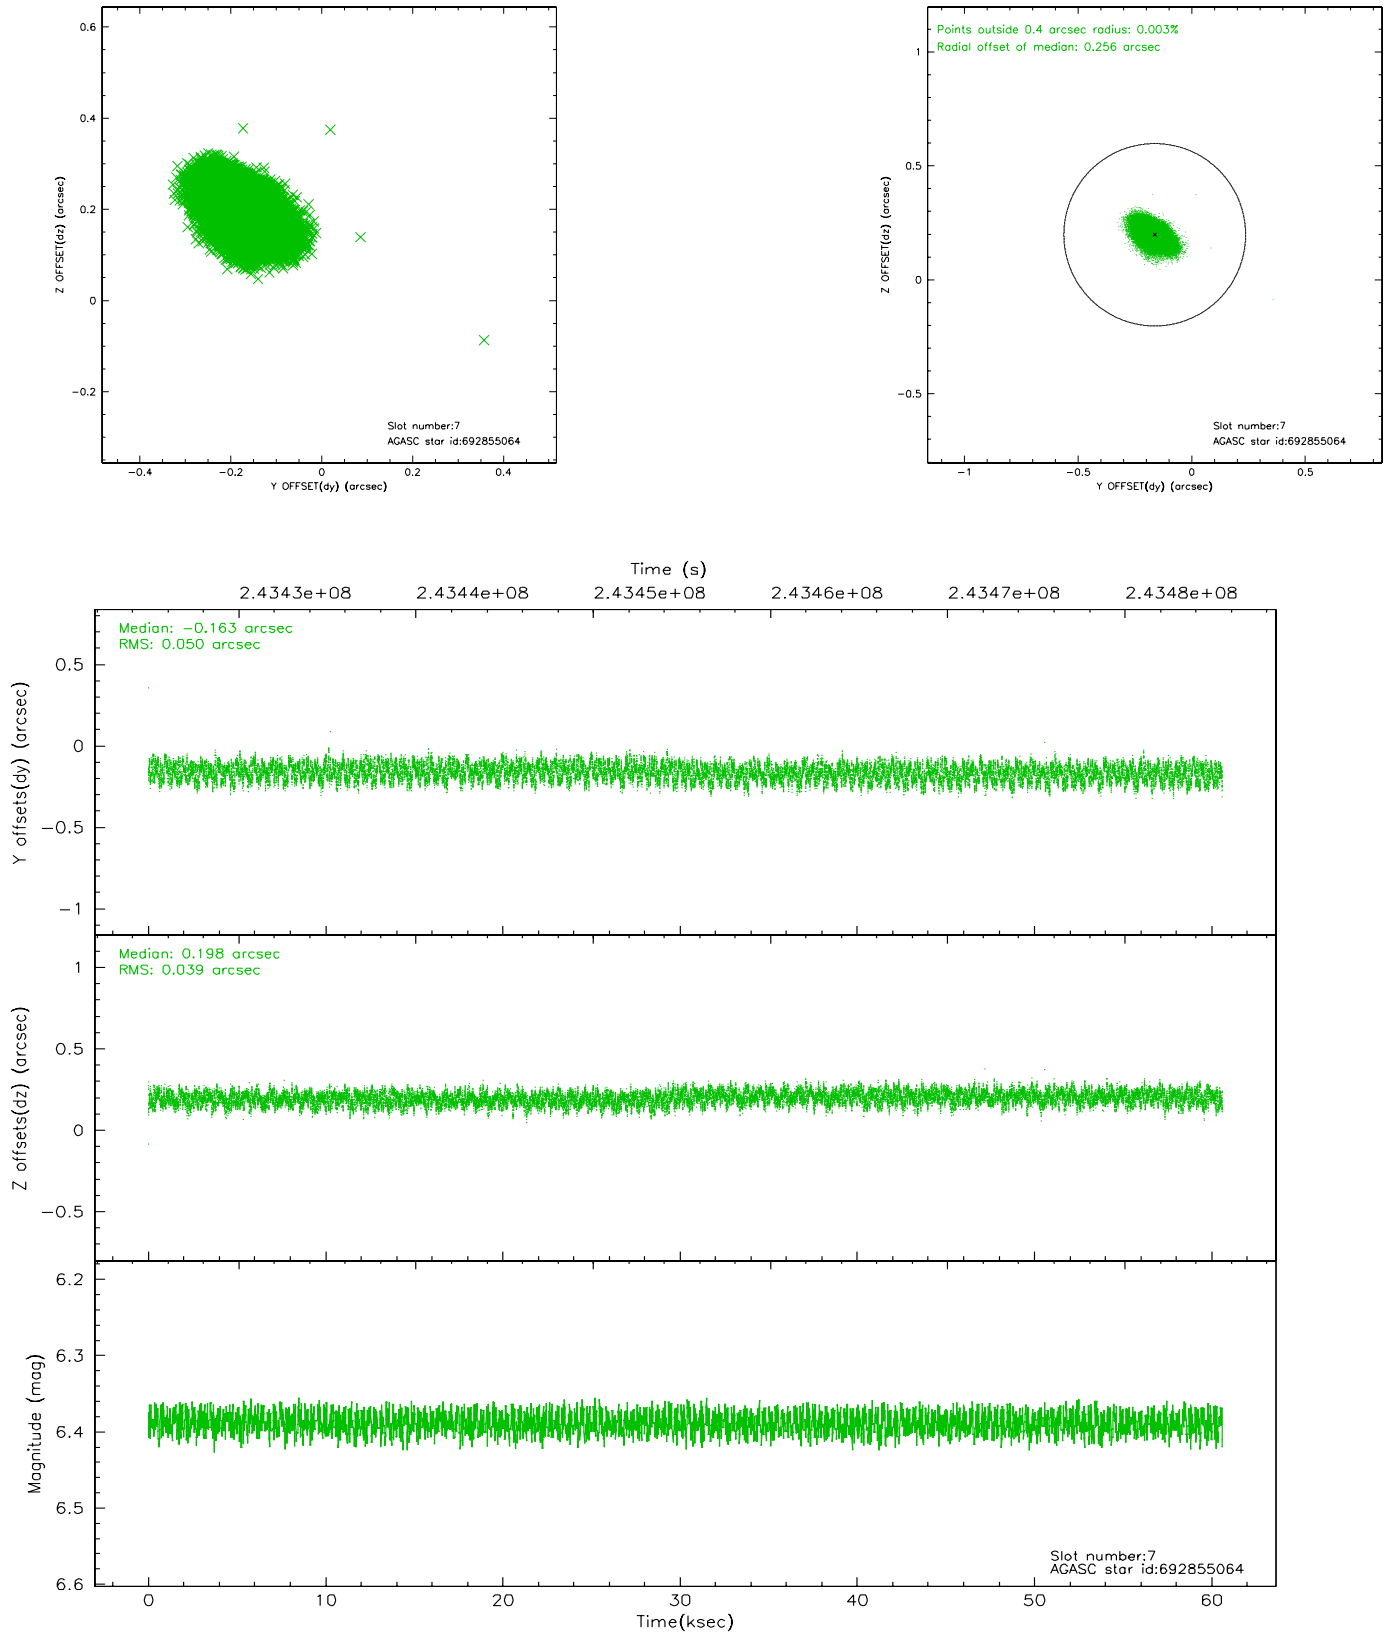 0.6
0.4
0.2
0
−0.2
Z OFFSET(dz) (arcsec)
−0.4
−0.2
0
0.2
0.4
Y OFFSET(dy) (arcsec)
Slot number:7
AGASC star id:692855064
Points outside 0.4 arcsec radius: 0.003%
Radial offset of median: 0.256 arcsec
1
0.5
0
−0.5
Z OFFSET(dz) (arcsec)
−1
−0.5
0
0.5
Y OFFSET(dy) (arcsec)
Slot number:7
AGASC star id:692855064
Time (s)
2.4343e+08 2.4344e+08 2.4345e+08 2.4346e+08 2.4347e+08 2.4348e+08
Median: −0.163 arcsec
RMS: 0.050 arcsec
0.5
0
−0.5
−1
Y offsets(dy) (arcsec)
Median: 0.198 arcsec
RMS: 0.039 arcsec
1
0.5
0
−0.5
Z offsets(dz) (arcsec)
6.2
6.3
6.4
6.5
6.6
Magnitude (mag)
Slot number:7
AGASC star id:692855064
0 10 20 30 40 50 60
Time(ksec)